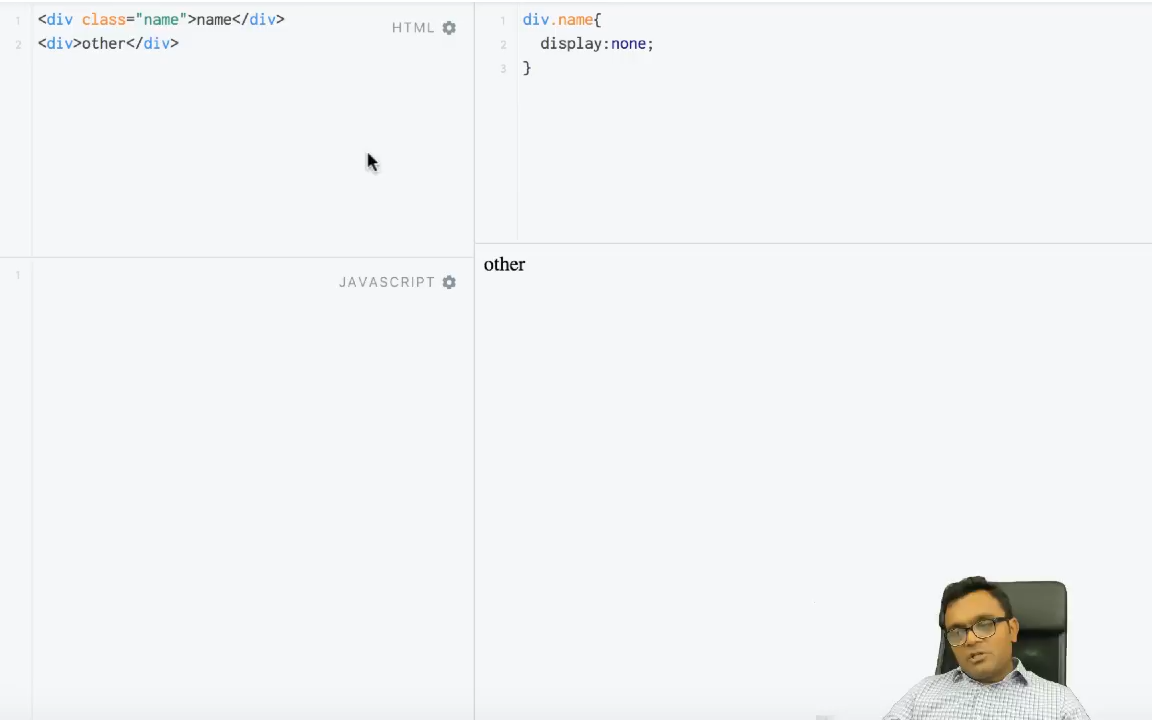 1 <div class="name">name</div>
2 <div>other</div>
HTML
1 div.name{
2 display:none;
3 }
1
JAVASCRIPT
other